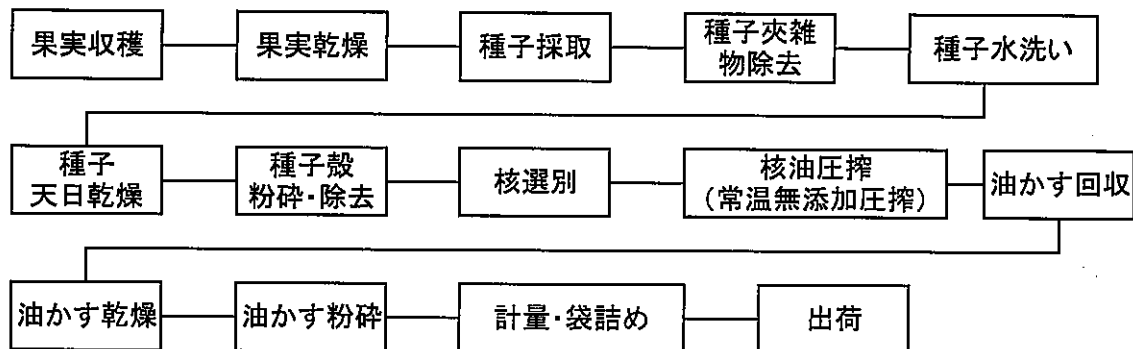 果実収穫
果実乾燥
種子採取
種子夾雑
物除去
種子水洗い
種子
天日乾燥
種子殻
粉砕・除去
核選別
核油圧搾
（常温無添加圧搾）
油かす回収
油かす乾燥
油かす粉砕
計量・袋詰め
出荷